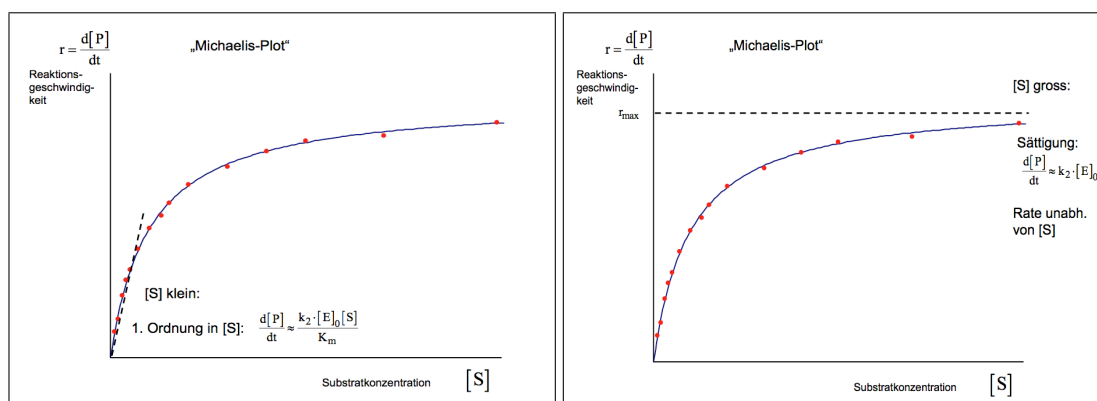 r = d[P]/dt
„Michaelis-Plot“
Reaktions-
geschwindig-
keit
[S] klein:
1. Ordnung in [S]: d[P]/dt ≈ k₂·[E]₀[S]/Kₘ
Substratkonzentration [S]
r = d[P]/dt
„Michaelis-Plot“
Reaktions-
geschwindig-
keit
[S] gross:
rmax
Sättigung:
d[P]/dt ≈ k₂·[E]₀
Rate unabh.
von [S]
Substratkonzentration [S]